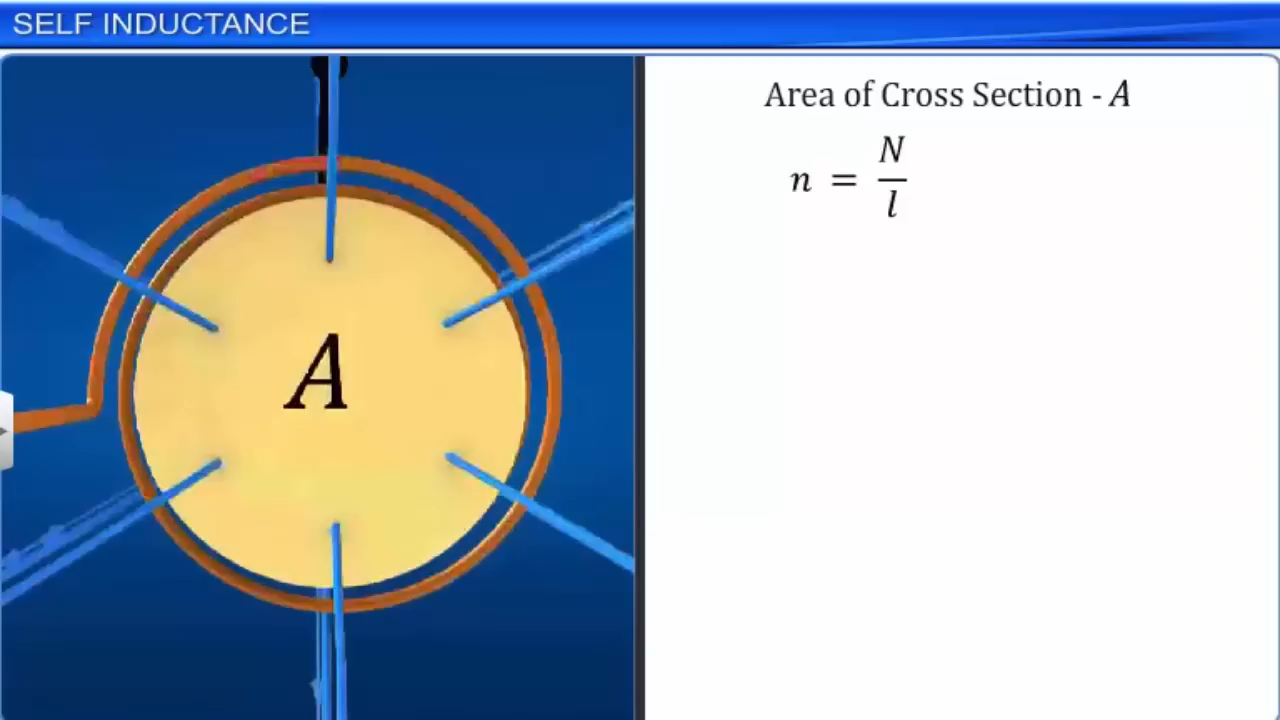 SELF INDUCTANCE
Area of Cross Section - A
n = N/l
A